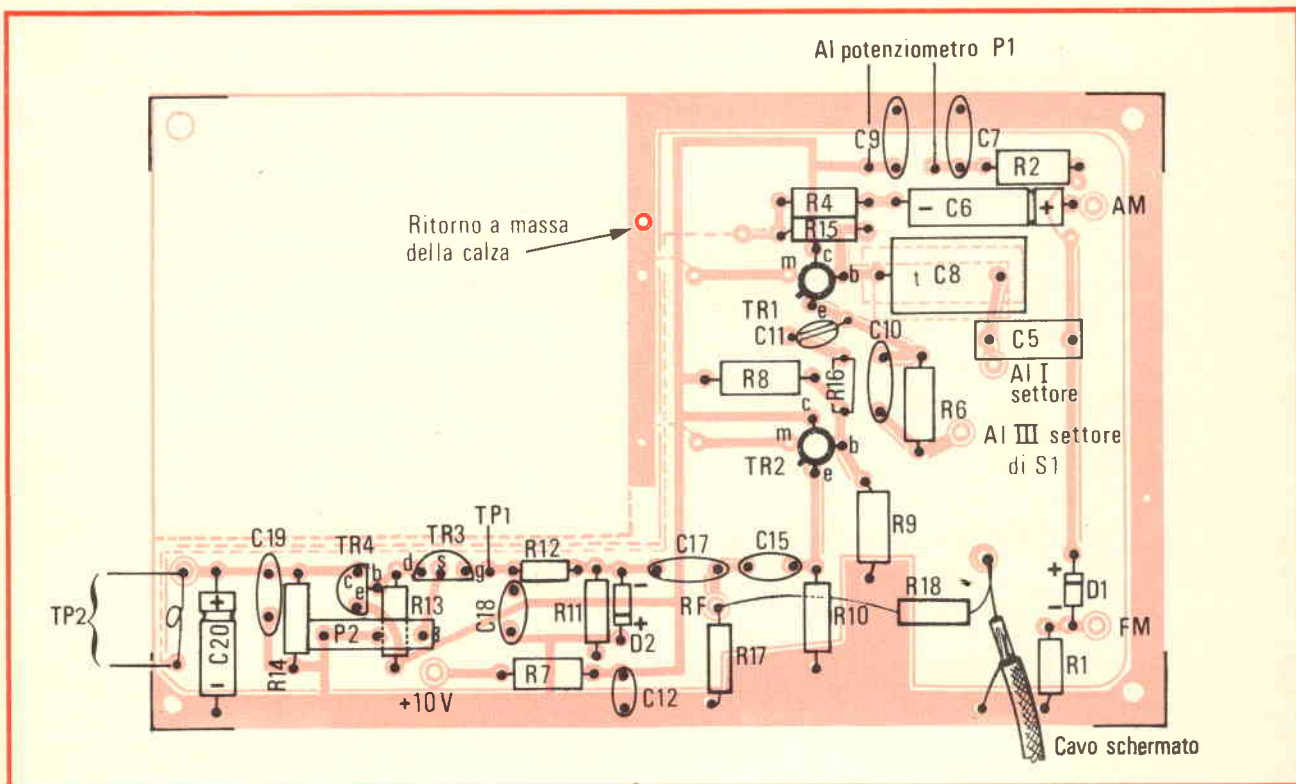 Al potenziometro P1
C9
C7
R2
R4
- C6 +
AM
R15
Ritorno a massa
della calza
m
c
b
e
t C8
TR1
C11
C10
C5
Al I
settore
R8
R16
R6
c
m
b
e
TR2
Al III settore
di S1
R9
C19
TR4
TR3
TP1
R12
C17
C15
d
s
g
c
b
e
TP2
C20
-
+
R14
P2
R13
C18
R11
+
-
D2
RF
R10
R18
+
-
D1
FM
R17
R1
R7
C12
+10V
Cavo schermato